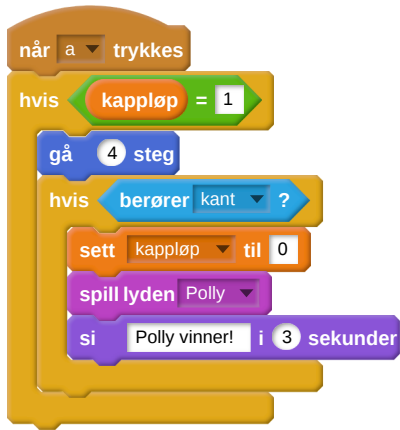 når a trykkes
hvis kappløp = 1
gå 4 steg
hvis berører kant ?
sett kappløp til 0
spill lyden Polly
si Polly vinner! i 3 sekunder